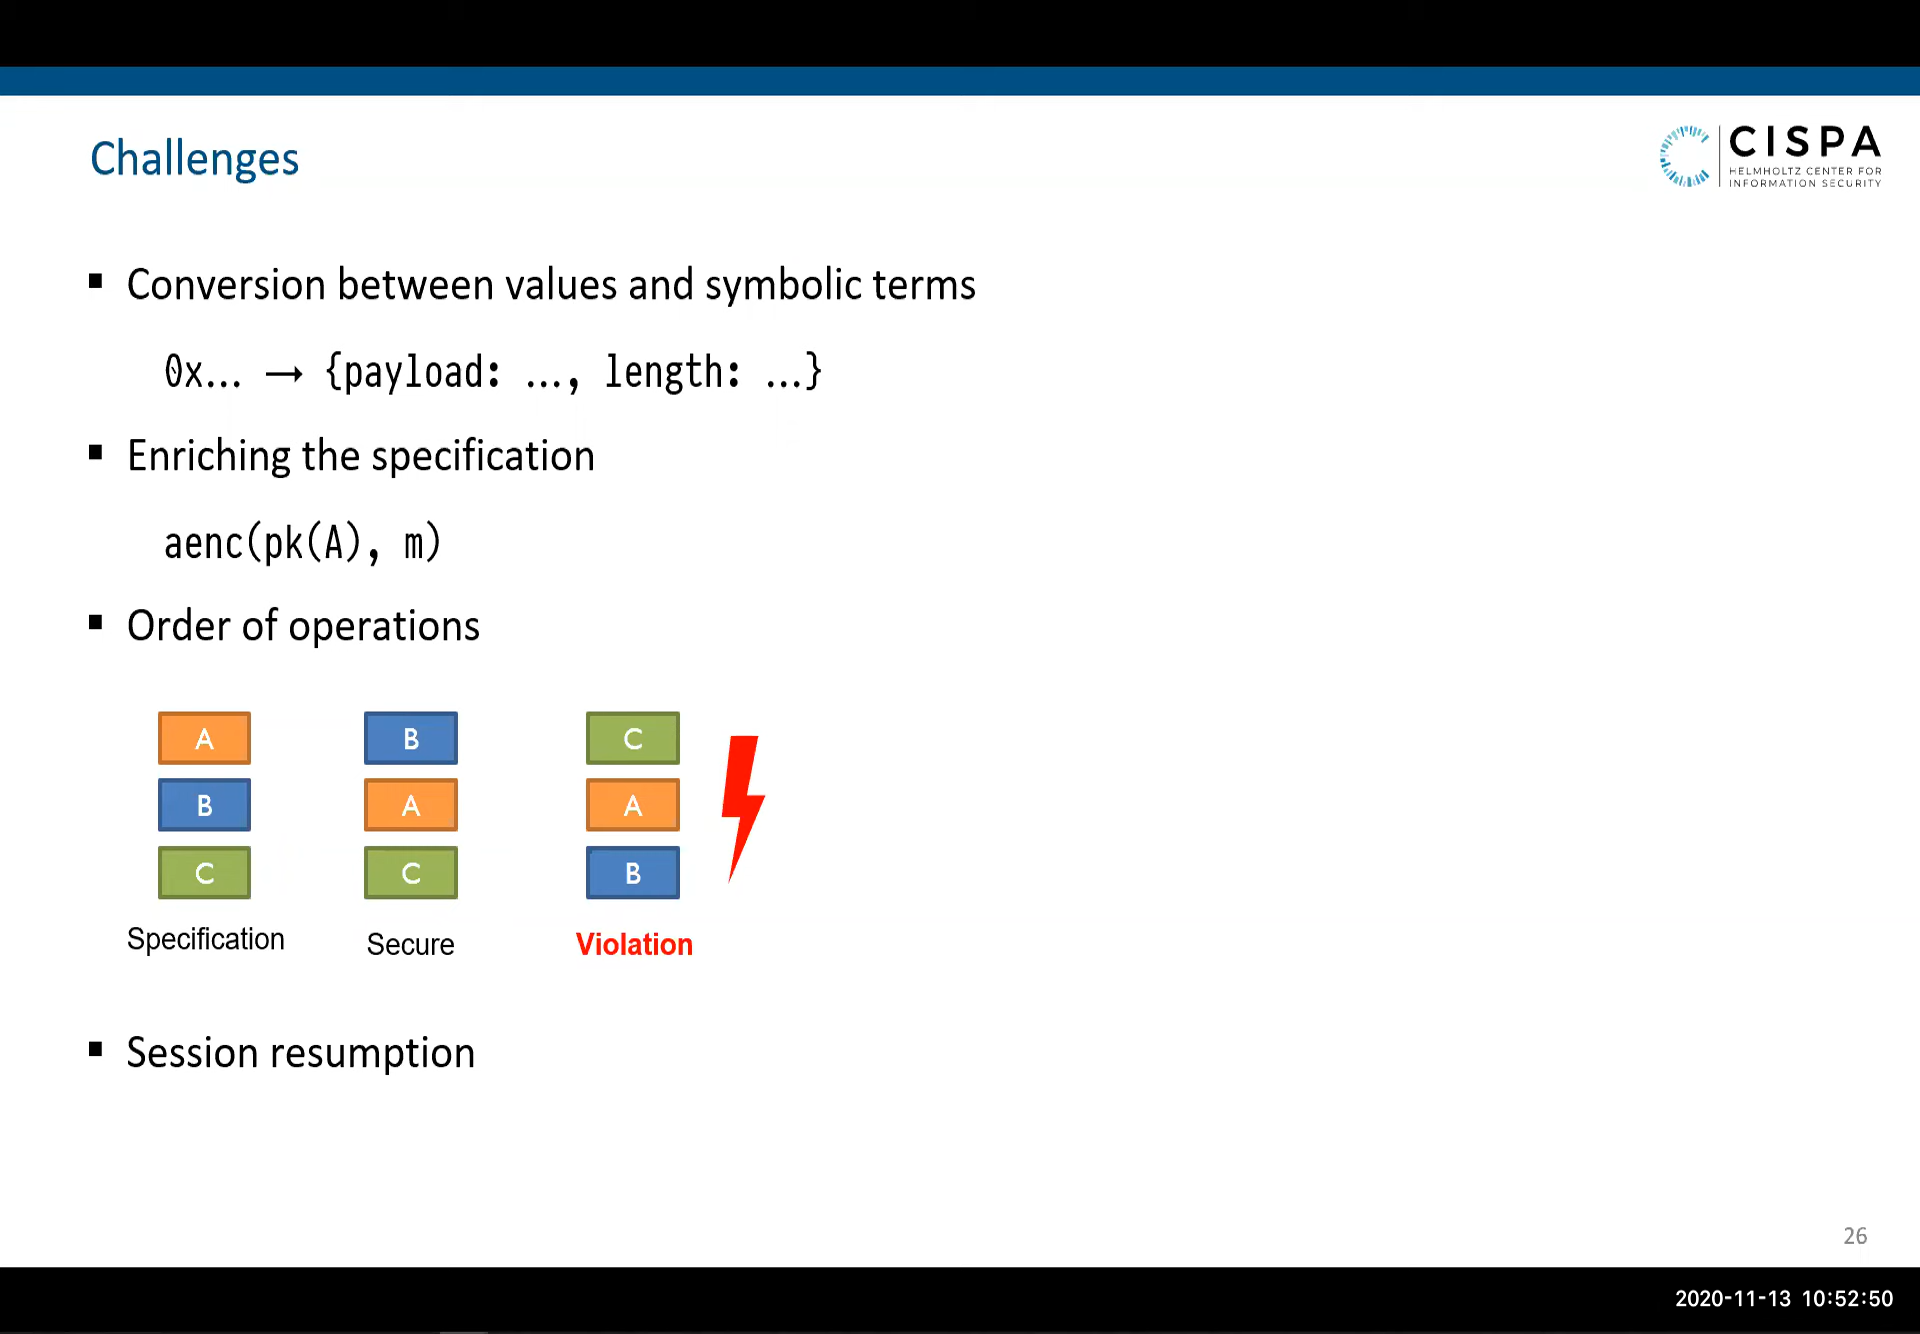 Challenges
CISPA
HELMHOLTZ CENTER FOR
INFORMATION SECURITY
▪ Conversion between values and symbolic terms
0x... → {payload: ..., length: ...}
▪ Enriching the specification
aenc(pk(A), m)
▪ Order of operations
A B C
B A A
C C B
Specification Secure Violation
▪ Session resumption
26
2020-11-13 10:52:50